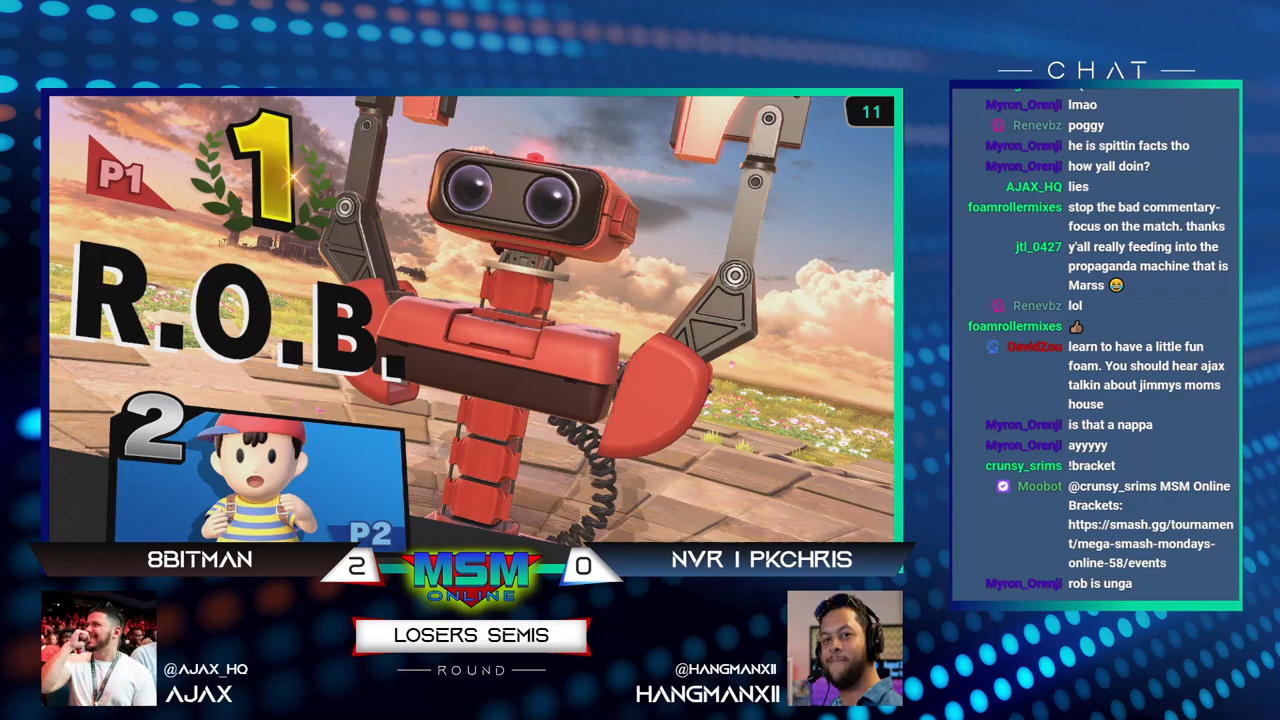 CHAT
Myron_Orenji lmao
Renevbz poggy
Myron_Orenji he is spittin facts tho
Myron_Orenji how yall doin?
AJAX_HQ lies
foamrollermixes stop the bad commentary-
focus on the match. thanks
jtl_0427 y'all really feeding into the
propaganda machine that is
Marss 😂
Renevbz lol
foamrollermixes 👍🏾
DavidZou learn to have a little fun
foam. You should hear ajax
talkin about jimmys moms
house
Myron_Orenji is that a nappa
Myron_Orenji ayyyyy
crunsy_srims !bracket
Moobot @crunsy_srims MSM Online
Brackets:
https://smash.gg/tournamen
t/mega-smash-mondays-
online-58/events
Myron_Orenji rob is unga
11
P1
1
R.O.B.
2
P2
8BITMAN 2
MSM
ONLINE
0 NVR | PKCHRIS
LOSERS SEMIS
ROUND
@AJAX_HQ
AJAX
@HANGMANXII
HANGMANXII